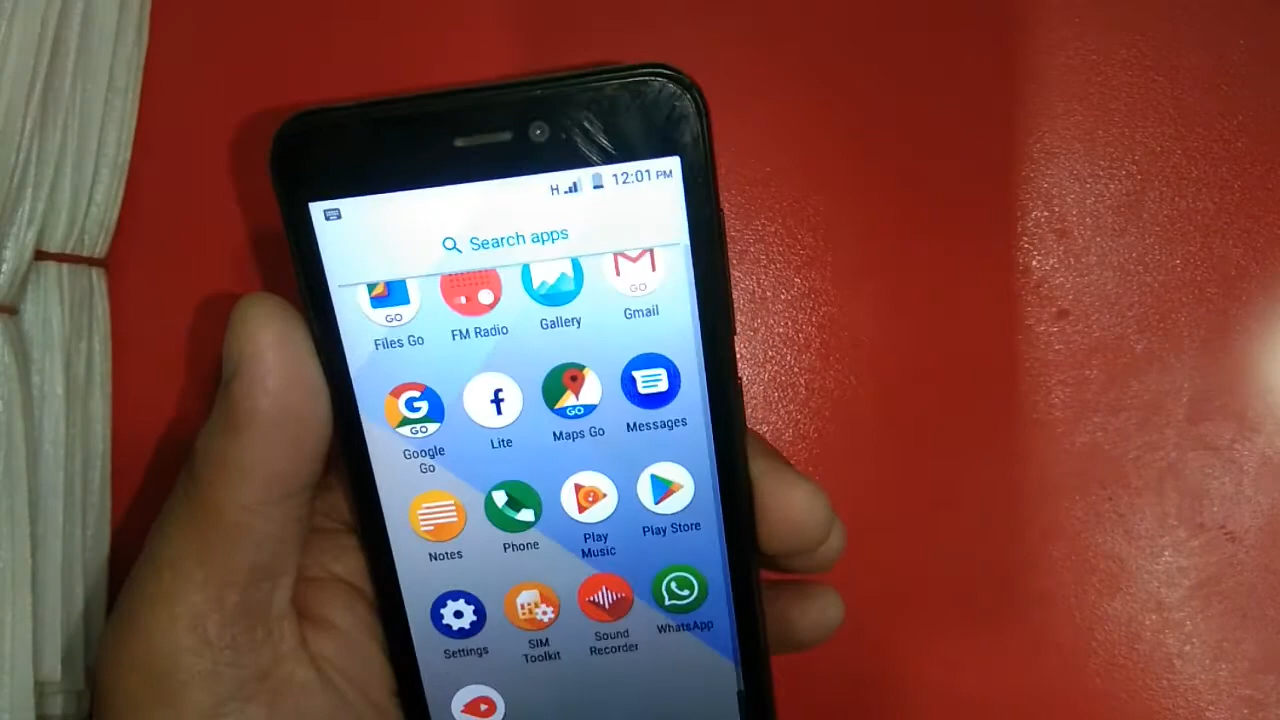 H 12:01 PM
Search apps
GO GO
Files Go FM Radio Gallery Gmail
G f
GO GO
Google Go Lite Maps Go Messages
Notes Phone Play Music Play Store
Settings SIM Toolkit Sound Recorder WhatsApp